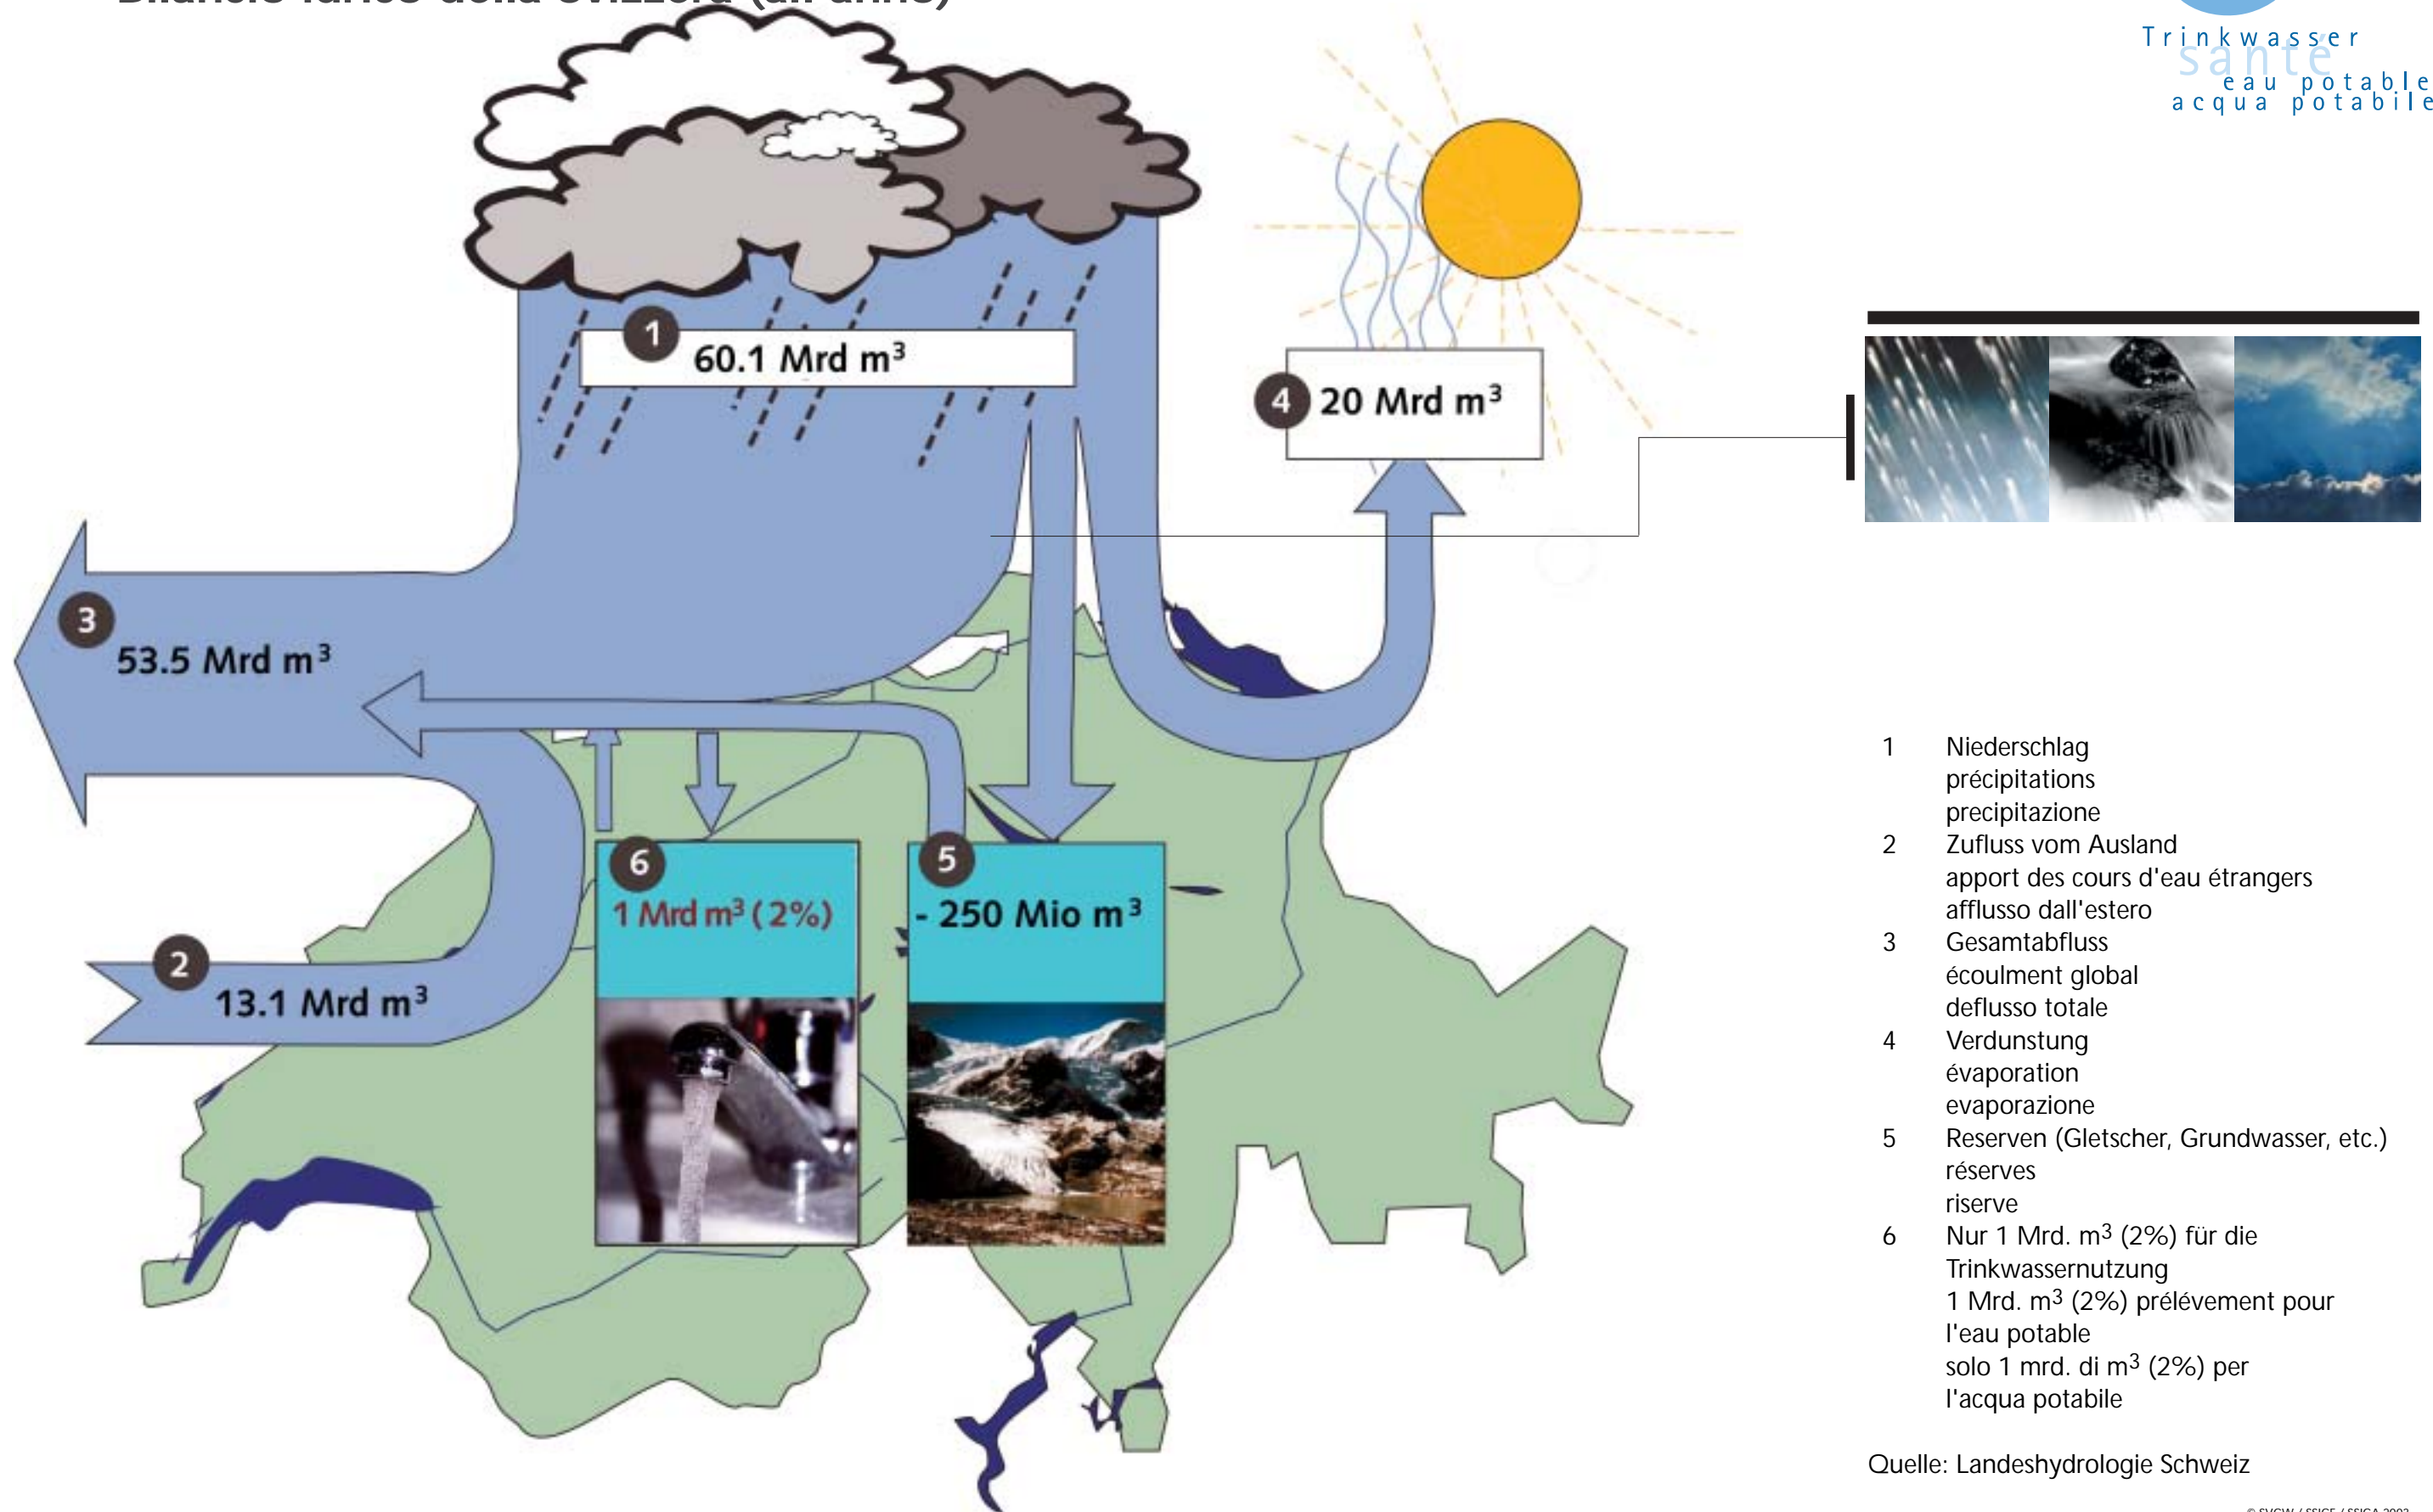 Trinkwasser
santé
eau potable
acqua potabile
1
60.1 Mrd m³
4 20 Mrd m³
3
53.5 Mrd m³
6
1 Mrd m³ (2%)
5
- 250 Mio m³
2
13.1 Mrd m³
1 Niederschlag
précipitations
precipitazione
2 Zufluss vom Ausland
apport des cours d'eau étrangers
afflusso dall'estero
3 Gesamtabfluss
écoulment global
deflusso totale
4 Verdunstung
évaporation
evaporazione
5 Reserven (Gletscher, Grundwasser, etc.)
réserves
riserve
6 Nur 1 Mrd. m³ (2%) für die
Trinkwassernutzung
1 Mrd. m³ (2%) prélévement pour
l'eau potable
solo 1 mrd. di m³ (2%) per
l'acqua potabile
Quelle: Landeshydrologie Schweiz